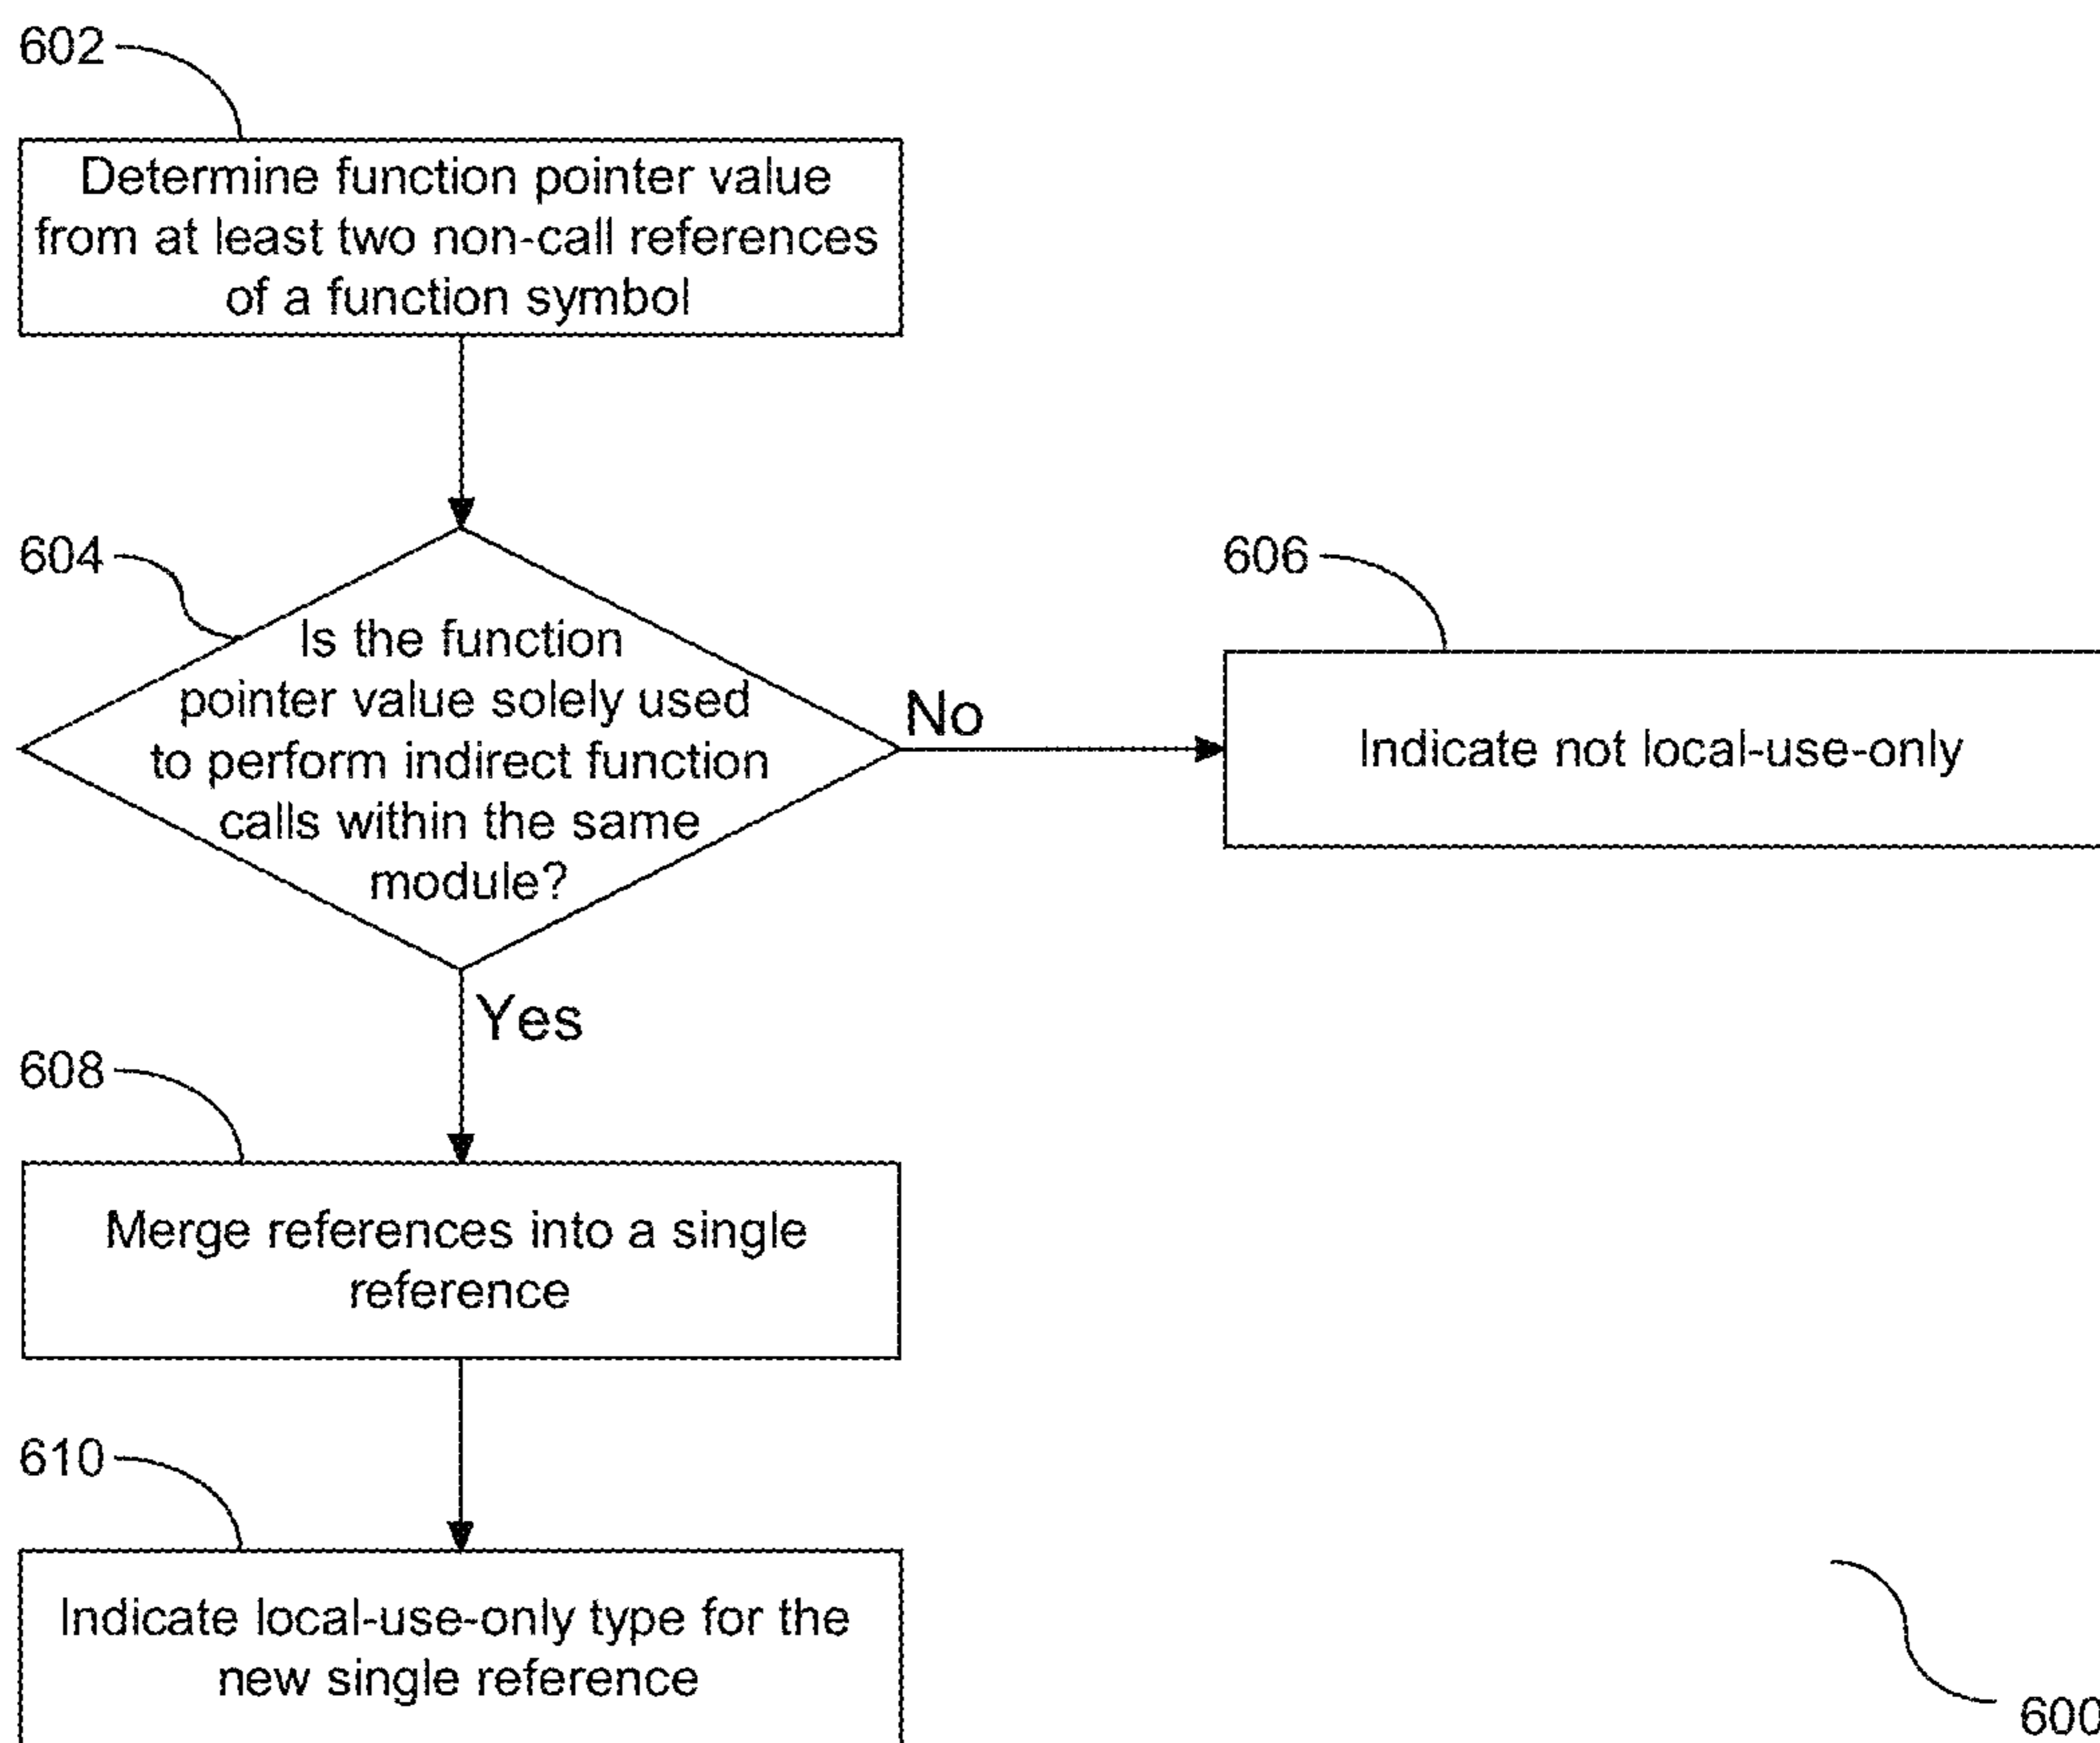 602
Determine function pointer value
from at least two non-call references
of a function symbol
604
Is the function
pointer value solely used
to perform indirect function
calls within the same
module?
No
606
Indicate not local-use-only
Yes
608
Merge references into a single
reference
610
Indicate local-use-only type for the
new single reference
600